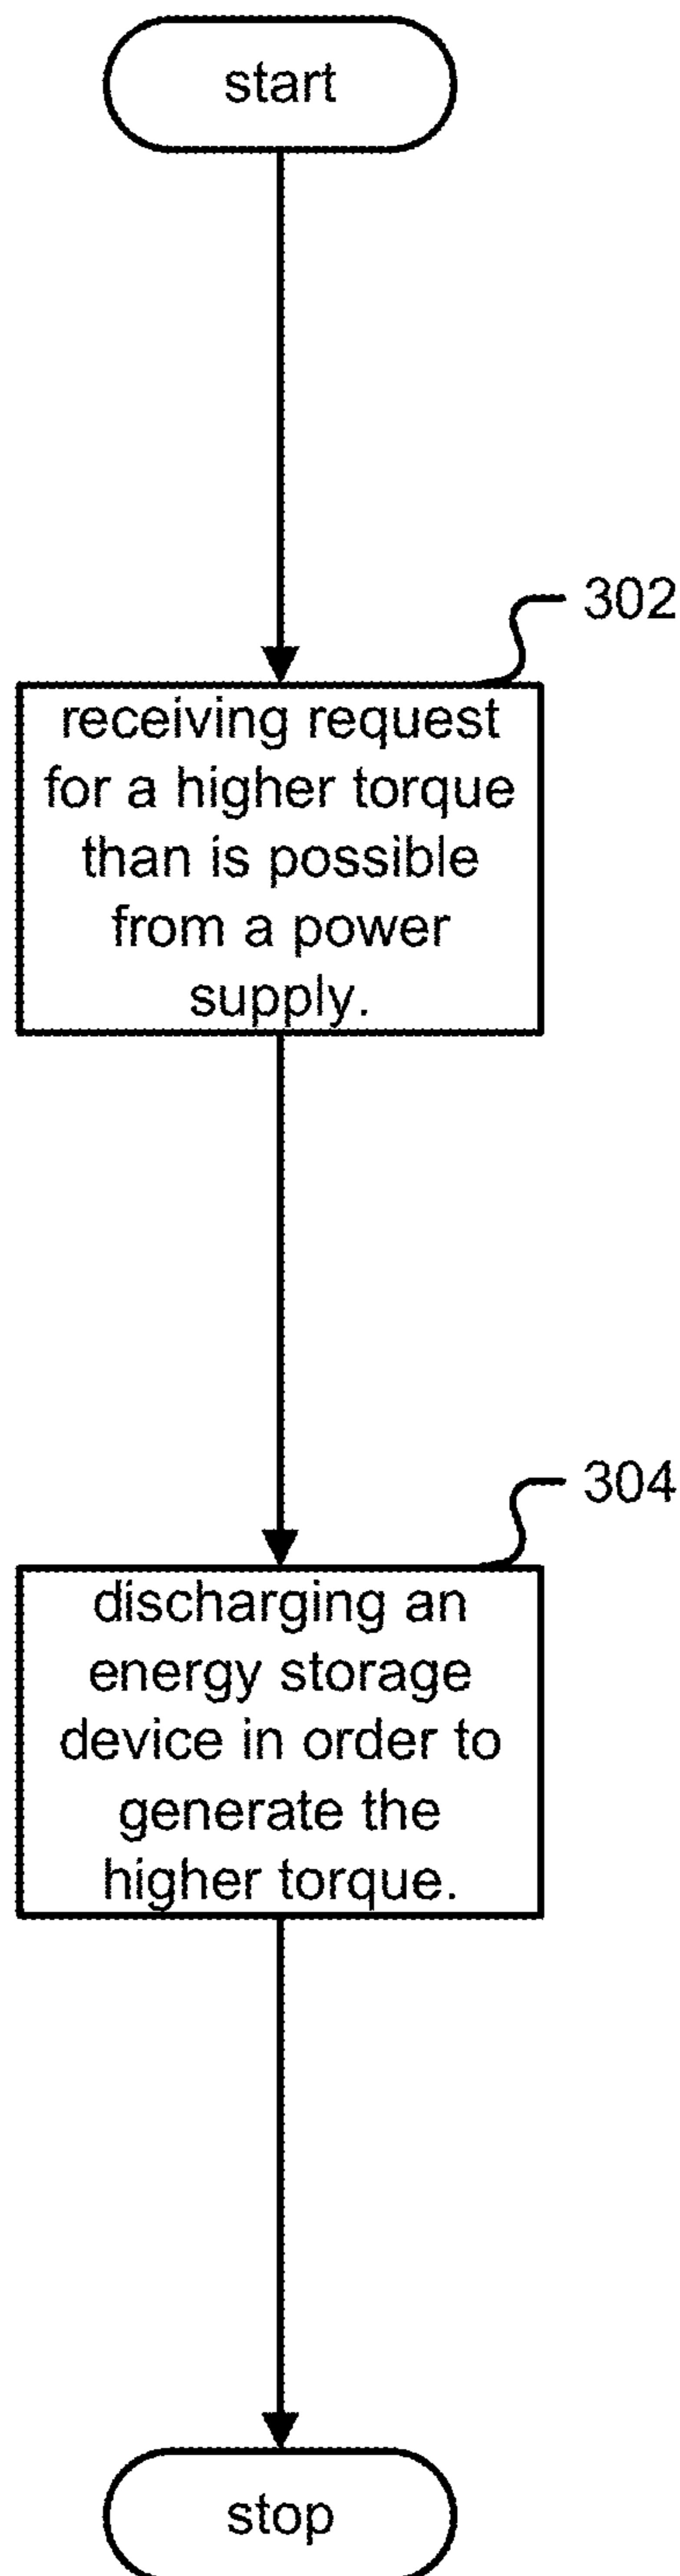 start
302
receiving request
for a higher torque
than is possible
from a power
supply.
304
discharging an
energy storage
device in order to
generate the
higher torque.
stop